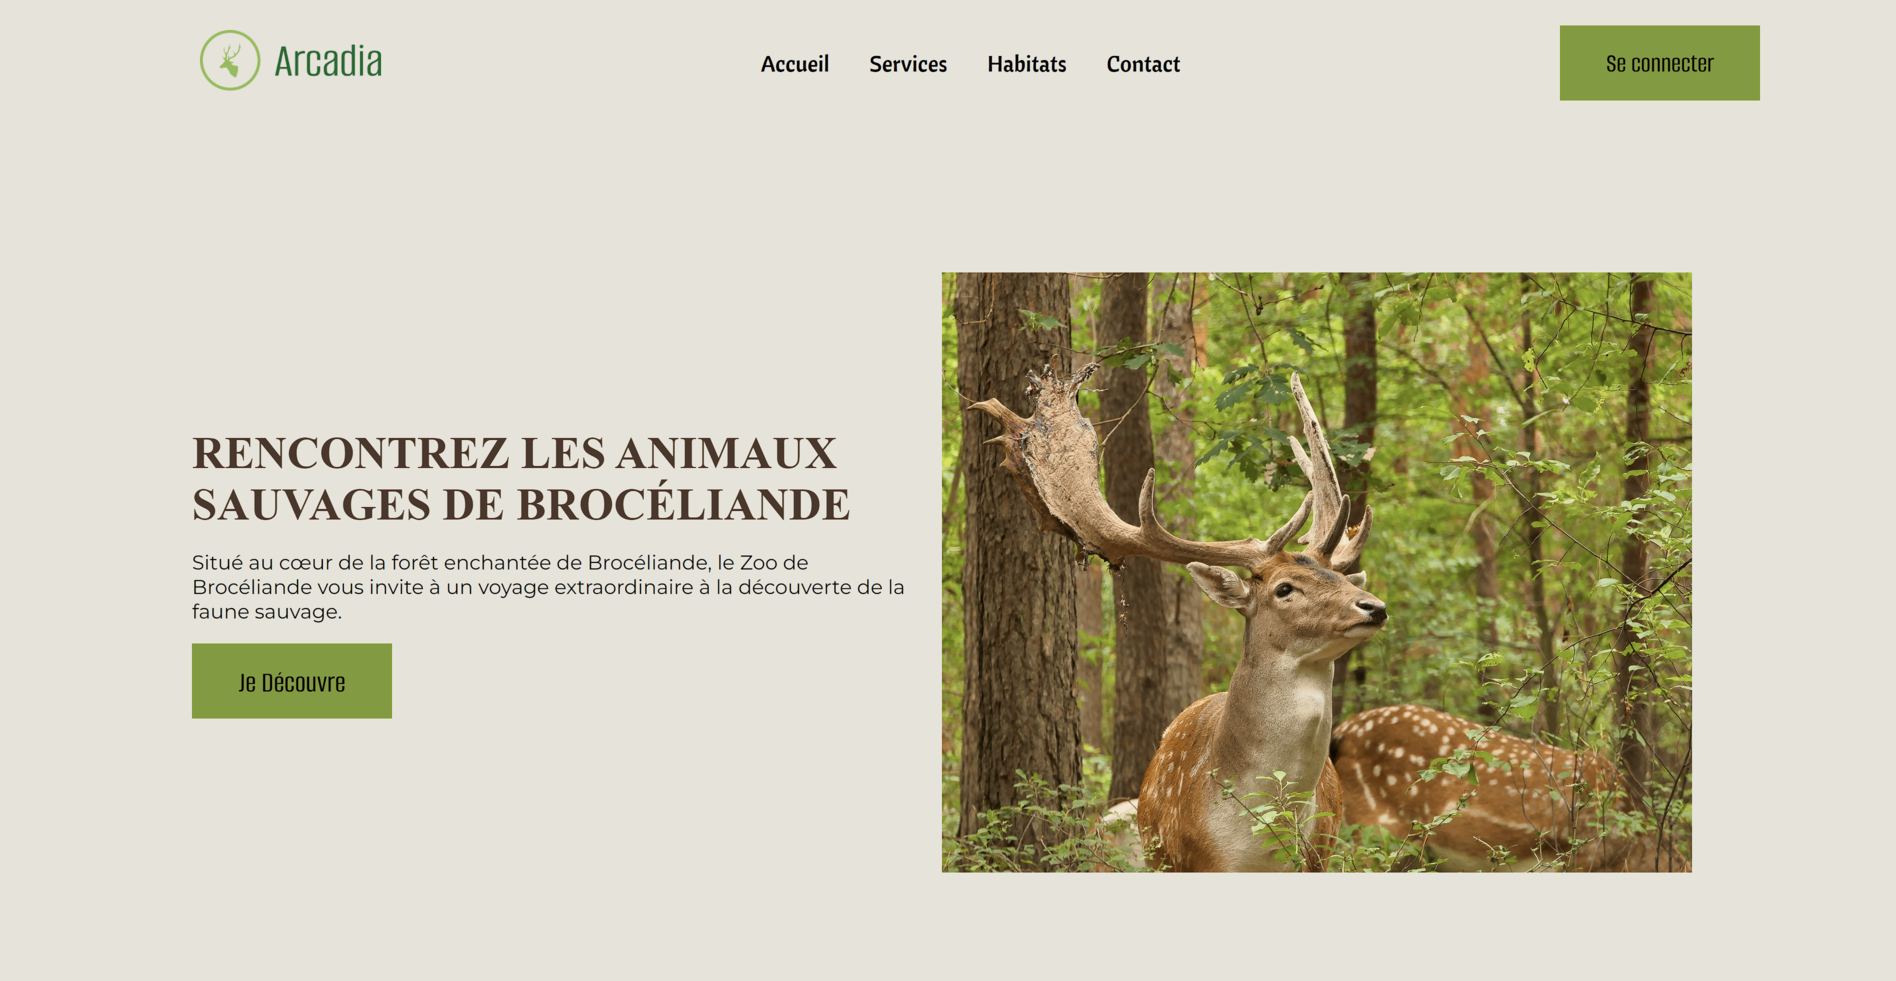 Arcadia
Accueil
Services
Habitats
Contact
Se connecter
RENCONTREZ LES ANIMAUX
SAUVAGES DE BROCÉLIANDE
Situé au cœur de la forêt enchantée de Brocéliande, le Zoo de
Brocéliande vous invite à un voyage extraordinaire à la découverte de la
faune sauvage.
Je Découvre